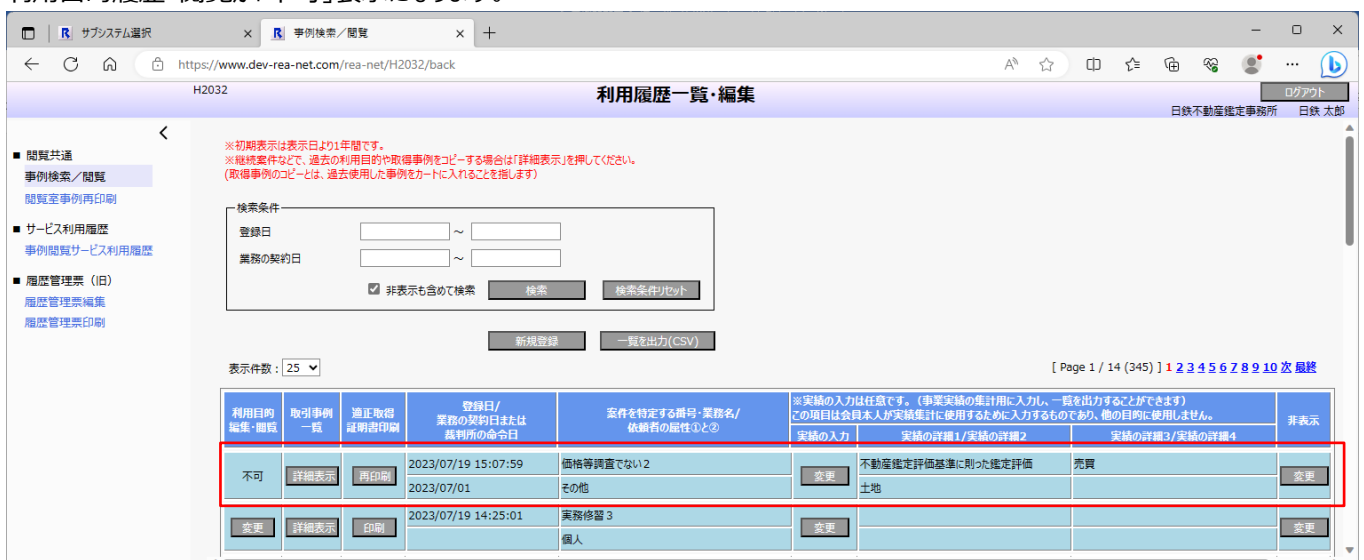 サブシステム選択
事例検索／閲覧
https://www.dev-rea-net.com/rea-net/H2032/back
H2032
利用履歴一覧・編集
ログアウト
日鉄不動産鑑定事務所 日鉄 太郎
■ 閲覧共通
事例検索／閲覧
閲覧室事例再印刷
■ サービス利用履歴
事例閲覧サービス利用履歴
■ 履歴管理票（旧）
履歴管理票編集
履歴管理票印刷
※初期表示は表示日より1年間です。
※継続案件などで、過去の利用目的や取得事例をコピーする場合は「詳細表示」を押してください。
(取得事例のコピーとは、過去使用した事例をカートに入れることを指します)
検索条件
登録日 ～
業務の契約日 ～
非表示も含めて検索 検索 検索条件リセット
新規登録 一覧を出力(CSV)
表示件数： 25
[ Page 1 / 14 (345) ] 1 2 3 4 5 6 7 8 9 10 次 最終
利用目的
編集・閲覧
取引事例
一覧
適正取得
証明書印刷
登録日/
業務の契約日または
裁判所の命令日
案件を特定する番号・業務名/
依頼者の属性①と②
※実績の入力は任意です。（事業実績の集計用に入力し、一覧を出力することができます）
この項目は会員本人が実績集計に使用するために入力するものであり、他の目的に使用しません。
実績の入力 実績の詳細1/実績の詳細2 実績の詳細3/実績の詳細4
非表示
不可 詳細表示 再印刷 2023/07/19 15:07:59 価格等調査でない2 変更 不動産鑑定評価基準に則った鑑定評価 売買 変更
2023/07/01 その他 土地
変更 詳細表示 印刷 2023/07/19 14:25:01 実務修習3 変更 変更
個人